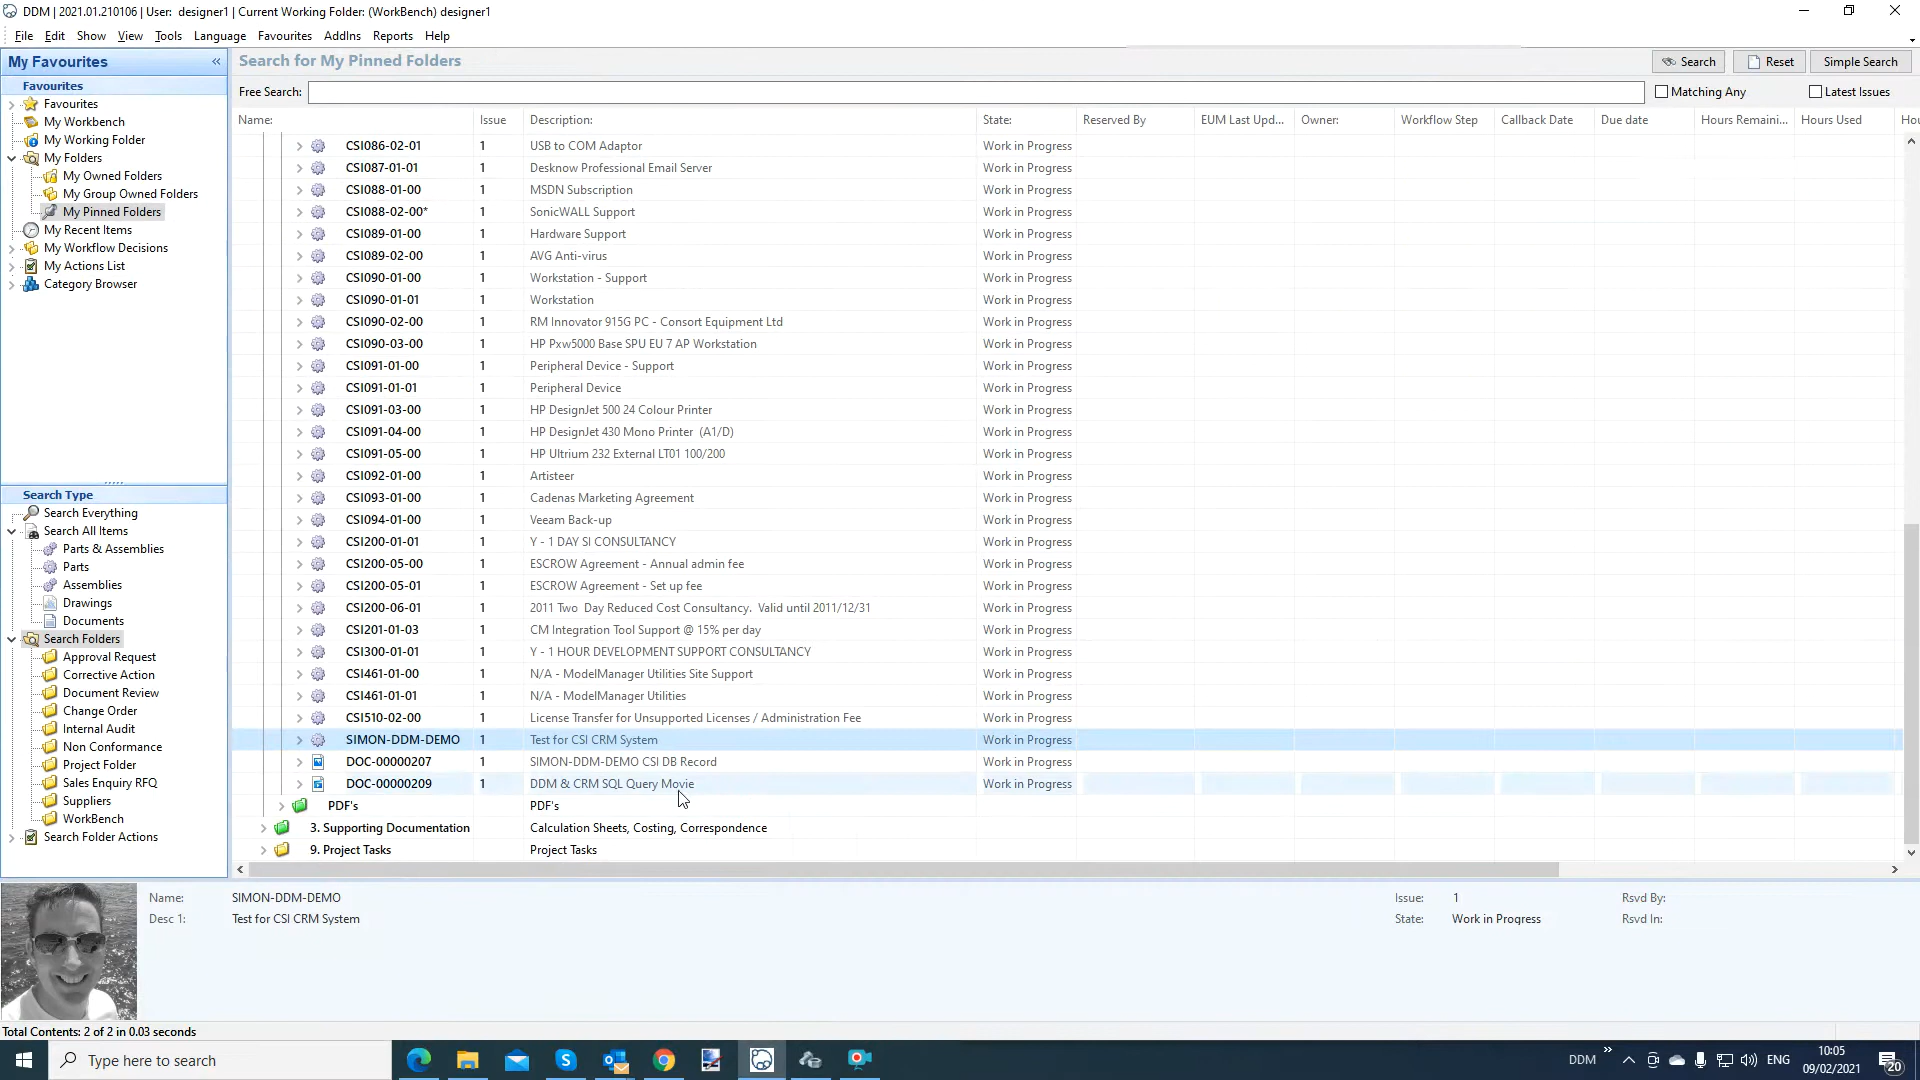 DDM | 2021.01.210106 | User: designer1 | Current Working Folder: (WorkBench) designer1
File Edit Show View Tools Language Favourites AddIns Reports Help
My Favourites «
Search for My Pinned Folders
Search Reset Simple Search
Free Search: Matching Any Latest Issues
Favourites
Favourites
My Workbench
My Working Folder
My Folders
My Owned Folders
My Group Owned Folders
My Pinned Folders
My Recent Items
My Workflow Decisions
My Actions List
Category Browser
Search Type
Search Everything
Search All Items
Parts & Assemblies
Parts
Assemblies
Drawings
Documents
Search Folders
Approval Request
Corrective Action
Document Review
Change Order
Internal Audit
Non Conformance
Project Folder
Sales Enquiry RFQ
Suppliers
WorkBench
Search Folder Actions
Name: Issue Description: State: Reserved By EUM Last Upd... Owner: Workflow Step Callback Date Due date Hours Remaini... Hours Used Hou
CSI086-02-01 1 USB to COM Adaptor Work in Progress
CSI087-01-01 1 Desknow Professional Email Server Work in Progress
CSI088-01-00 1 MSDN Subscription Work in Progress
CSI088-02-00* 1 SonicWALL Support Work in Progress
CSI089-01-00 1 Hardware Support Work in Progress
CSI089-02-00 1 AVG Anti-virus Work in Progress
CSI090-01-00 1 Workstation - Support Work in Progress
CSI090-01-01 1 Workstation Work in Progress
CSI090-02-00 1 RM Innovator 915G PC - Consort Equipment Ltd Work in Progress
CSI090-03-00 1 HP Pxw5000 Base SPU EU 7 AP Workstation Work in Progress
CSI091-01-00 1 Peripheral Device - Support Work in Progress
CSI091-01-01 1 Peripheral Device Work in Progress
CSI091-03-00 1 HP DesignJet 500 24 Colour Printer Work in Progress
CSI091-04-00 1 HP DesignJet 430 Mono Printer (A1/D) Work in Progress
CSI091-05-00 1 HP Ultrium 232 External LT01 100/200 Work in Progress
CSI092-01-00 1 Artisteer Work in Progress
CSI093-01-00 1 Cadenas Marketing Agreement Work in Progress
CSI094-01-00 1 Veeam Back-up Work in Progress
CSI200-01-01 1 Y - 1 DAY SI CONSULTANCY Work in Progress
CSI200-05-00 1 ESCROW Agreement - Annual admin fee Work in Progress
CSI200-05-01 1 ESCROW Agreement - Set up fee Work in Progress
CSI200-06-01 1 2011 Two Day Reduced Cost Consultancy. Valid until 2011/12/31 Work in Progress
CSI201-01-03 1 CM Integration Tool Support @ 15% per day Work in Progress
CSI300-01-01 1 Y - 1 HOUR DEVELOPMENT SUPPORT CONSULTANCY Work in Progress
CSI461-01-00 1 N/A - ModelManager Utilities Site Support Work in Progress
CSI461-01-01 1 N/A - ModelManager Utilities Work in Progress
CSI510-02-00 1 License Transfer for Unsupported Licenses / Administration Fee Work in Progress
SIMON-DDM-DEMO 1 Test for CSI CRM System Work in Progress
DOC-00000207 1 SIMON-DDM-DEMO CSI DB Record Work in Progress
DOC-00000209 1 DDM & CRM SQL Query Movie Work in Progress
PDF's PDF's
3. Supporting Documentation Calculation Sheets, Costing, Correspondence
9. Project Tasks Project Tasks
Name: SIMON-DDM-DEMO Issue: 1 Rsvd By:
Desc 1: Test for CSI CRM System State: Work in Progress Rsvd In:
Total Contents: 2 of 2 in 0.03 seconds
Type here to search DDM » ENG 10:05 09/02/2021 20